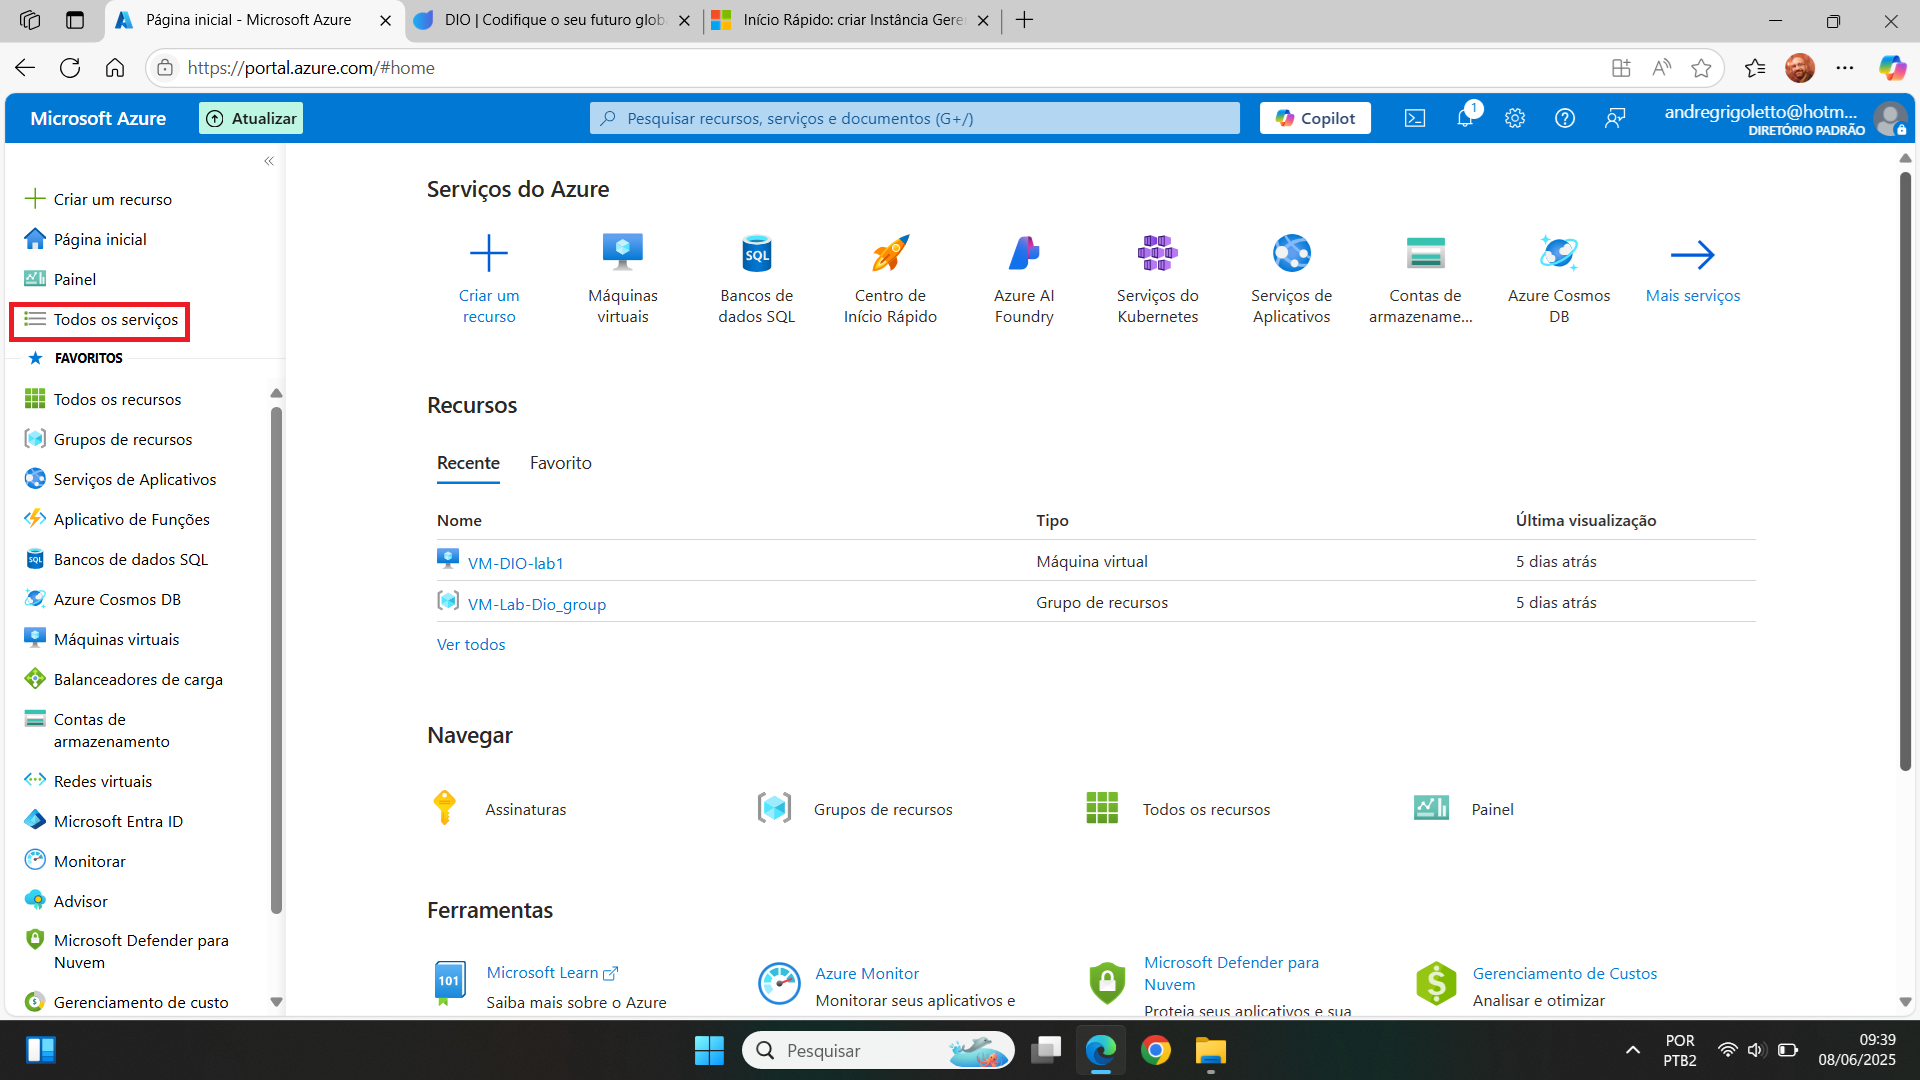 Página inicial - Microsoft Azure
DIO | Codifique o seu futuro glob
Início Rápido: criar Instância Gere
https://portal.azure.com/#home
Microsoft Azure
Atualizar
Pesquisar recursos, serviços e documentos (G+/)
Copilot
1
andregrigoletto@hotm...
DIRETÓRIO PADRÃO
Criar um recurso
Página inicial
Painel
Todos os serviços
FAVORITOS
Todos os recursos
Grupos de recursos
Serviços de Aplicativos
Aplicativo de Funções
SQL
Bancos de dados SQL
Azure Cosmos DB
Máquinas virtuais
Balanceadores de carga
Contas de
armazenamento
Redes virtuais
Microsoft Entra ID
Monitorar
Advisor
Microsoft Defender para
Nuvem
Gerenciamento de custo
Serviços do Azure
Criar um
recurso
Máquinas
virtuais
SQL
Bancos de
dados SQL
Centro de
Início Rápido
Azure AI
Foundry
Serviços do
Kubernetes
Serviços de
Aplicativos
Contas de
armazename...
Azure Cosmos
DB
Mais serviços
Recursos
Recente Favorito
Nome Tipo Última visualização
VM-DIO-lab1 Máquina virtual 5 dias atrás
VM-Lab-Dio_group Grupo de recursos 5 dias atrás
Ver todos
Navegar
Assinaturas
Grupos de recursos
Todos os recursos
Painel
Ferramentas
101
Microsoft Learn
Saiba mais sobre o Azure
Azure Monitor
Monitorar seus aplicativos e
Microsoft Defender para
Nuvem
Proteja seus aplicativos e sua
Gerenciamento de Custos
Analisar e otimizar
Pesquisar
POR
PTB2
09:39
08/06/2025